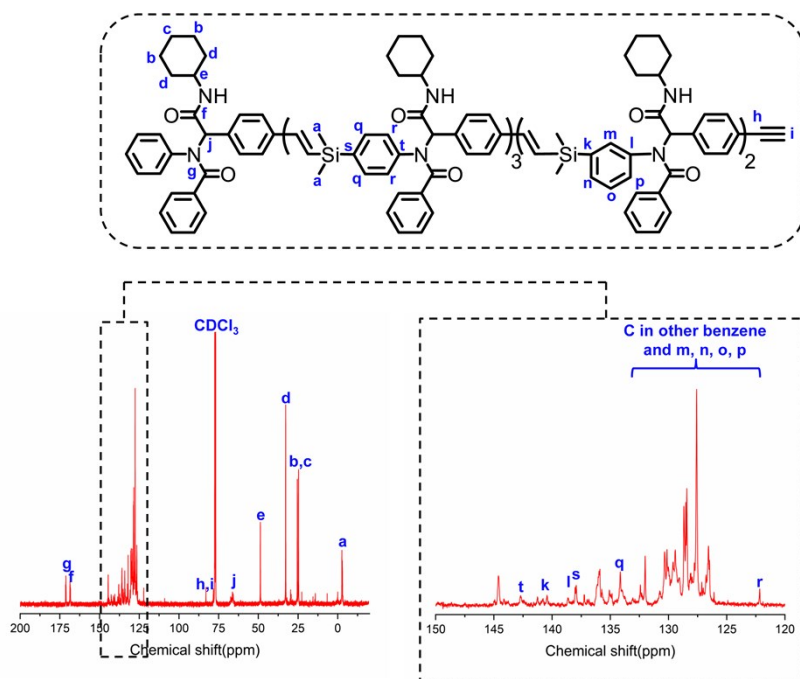 c b
b d
d e
f NH
O
j
g N
O
a
Si
a
q r
s t
q r
NH
O
N
O
3
Si
k m l
n o p
NH
O
N
O
2
h
i
CDCl3
d
b,c
e
a
g
f
h,i
j
200 175 150 125 100 75 50 25 0
Chemical shift(ppm)
C in other benzene
and m, n, o, p
t k l s q r
150 145 140 135 130 125 120
Chemical shift(ppm)